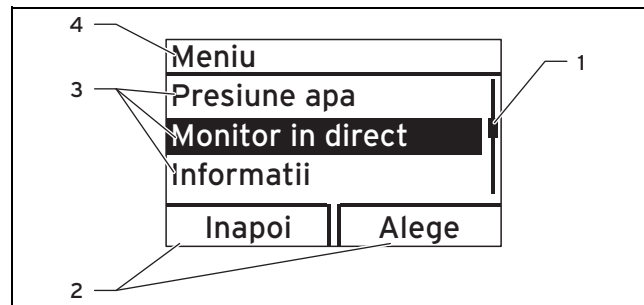 4
Meniu
1
3
Presiune apa
Monitor in direct
Informatii
Inapoi Alege
2